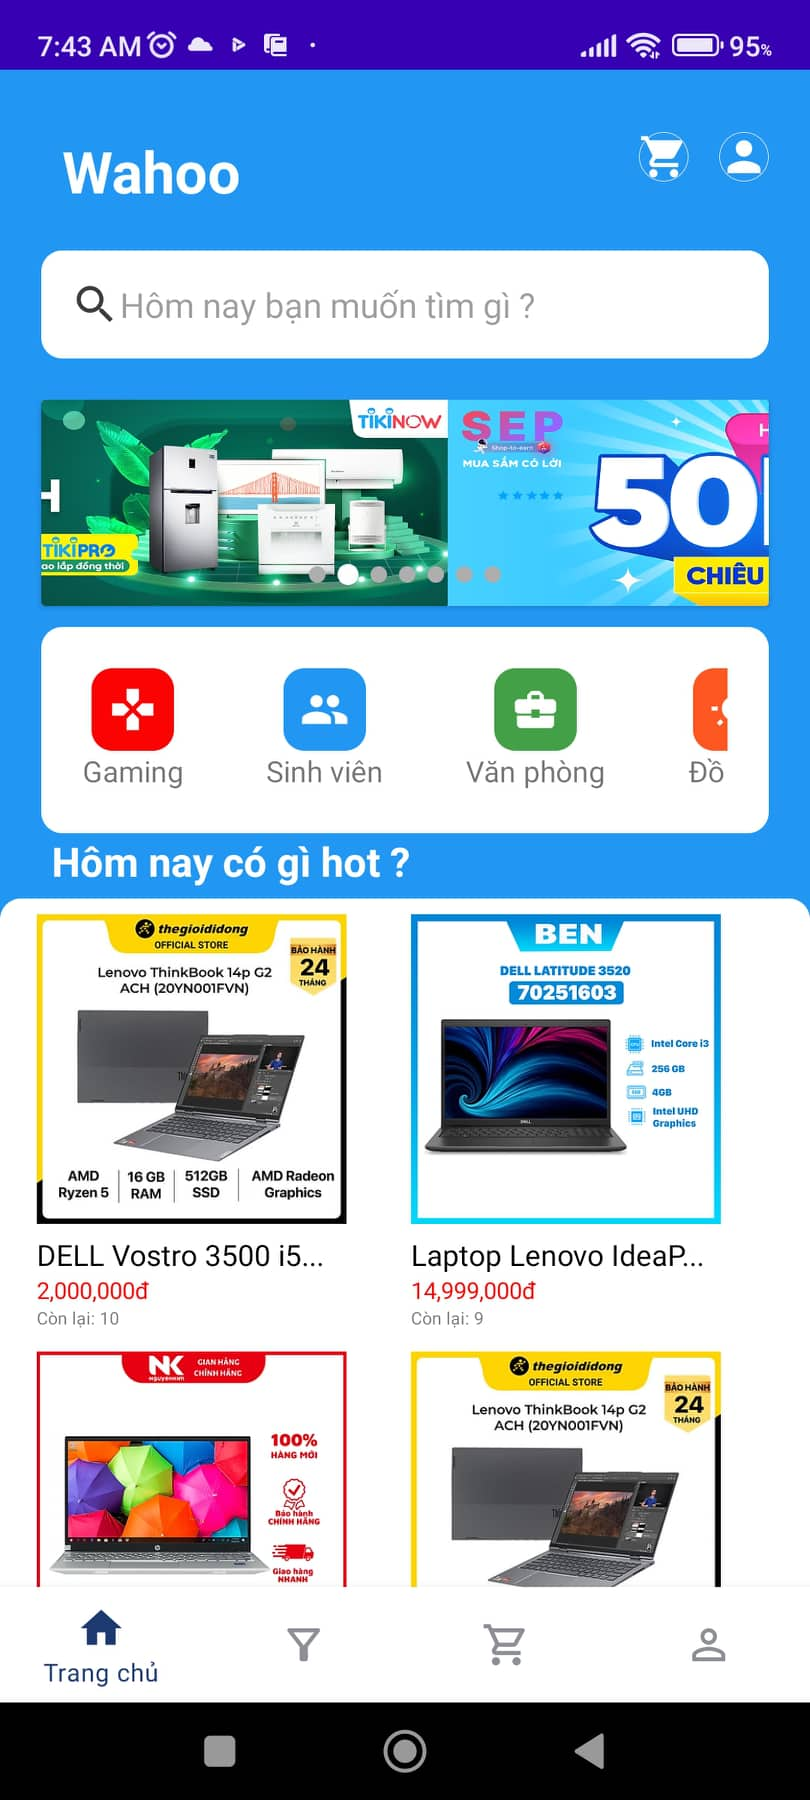 7:43 AM
95%
Wahoo
Hôm nay bạn muốn tìm gì ?
TIKINOW
TIKIPRO
ao lắp đồng thời
SEP
Shop-to-earn
MUA SẮM CÓ LỜI
50
CHIÊU
Gaming
Sinh viên
Văn phòng
Đồ
Hôm nay có gì hot ?
thegioididong
OFFICIAL STORE
BẢO HÀNH
24
THÁNG
Lenovo ThinkBook 14p G2
ACH (20YN001FVN)
AMD
Ryzen 5
16 GB
RAM
512GB
SSD
AMD Radeon
Graphics
DELL Vostro 3500 i5...
2,000,000đ
Còn lại: 10
BEN
DELL LATITUDE 3520
70251603
Intel Core i3
256 GB
4GB
Intel UHD
Graphics
Laptop Lenovo IdeaP...
14,999,000đ
Còn lại: 9
NK
NGUYENKIM
GIAN HÀNG
CHÍNH HÃNG
100%
HÀNG MỚI
Bảo hành
CHÍNH HÃNG
Giao hàng
NHANH
thegioididong
OFFICIAL STORE
BẢO HÀNH
24
THÁNG
Lenovo ThinkBook 14p G2
ACH (20YN001FVN)
Trang chủ